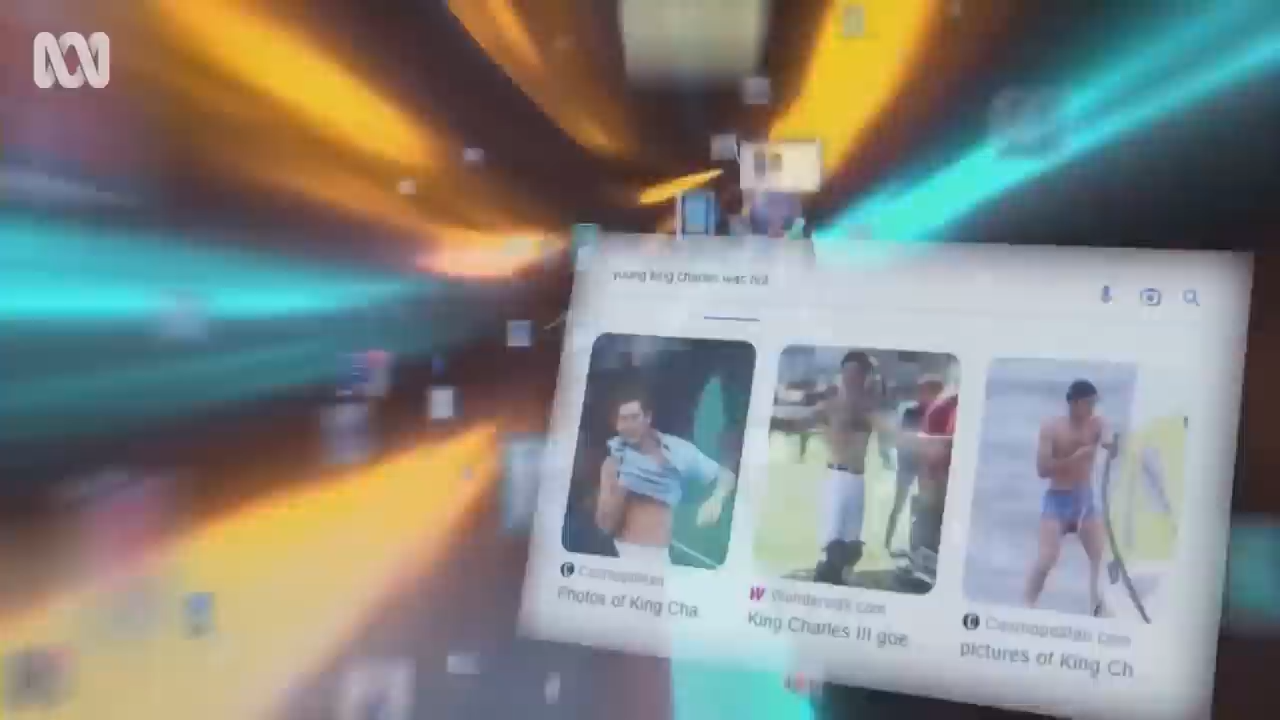 young king charles was hot
Cosmopolitan
Photos of King Cha
W Wonderwall.com
King Charles III goe
Cosmopolitan.com
pictures of King Ch